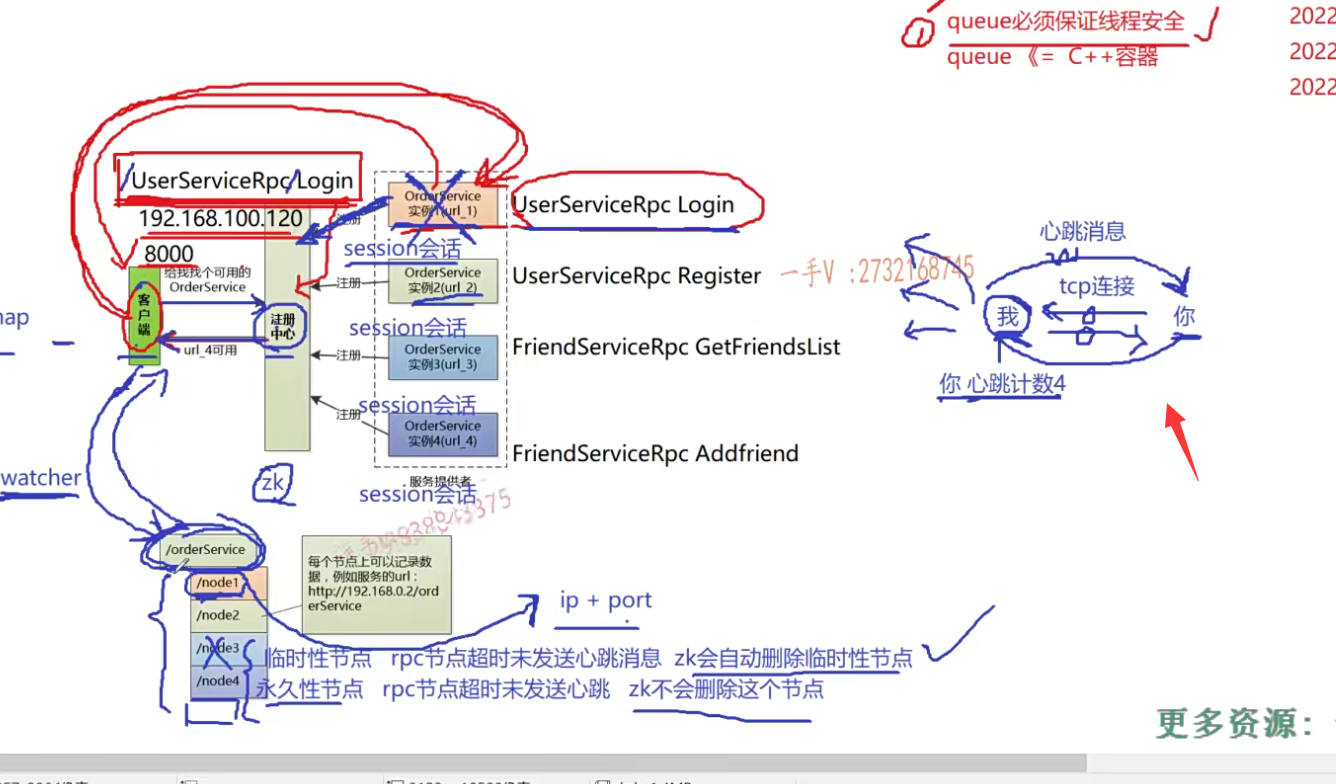 queue必须保证线程安全
queue 《= C++容器
2022
2022
2022
/UserServiceRpc/Login
192.168.100.120
8000
给我找个可用的
OrderService
客户端
注册中心
url_4可用
注册
注册
注册
注册
session会话
session会话
session会话
session会话
OrderService
实例1(url_1)
OrderService
实例2(url_2)
OrderService
实例3(url_3)
OrderService
实例4(url_4)
服务提供者
UserServiceRpc Login
UserServiceRpc Register
FriendServiceRpc GetFriendsList
FriendServiceRpc Addfriend
一手V :2732168745
心跳消息
tcp连接
我
你
你 心跳计数4
map
watcher
zk
/orderService
/node1
/node2
/node3
/node4
每个节点上可以记录数
据，例如服务的url：
http://192.168.0.2/ord
erService
ip + port
临时性节点 rpc节点超时未发送心跳消息 zk会自动删除临时性节点
永久性节点 rpc节点超时未发送心跳 zk不会删除这个节点
更多资源：